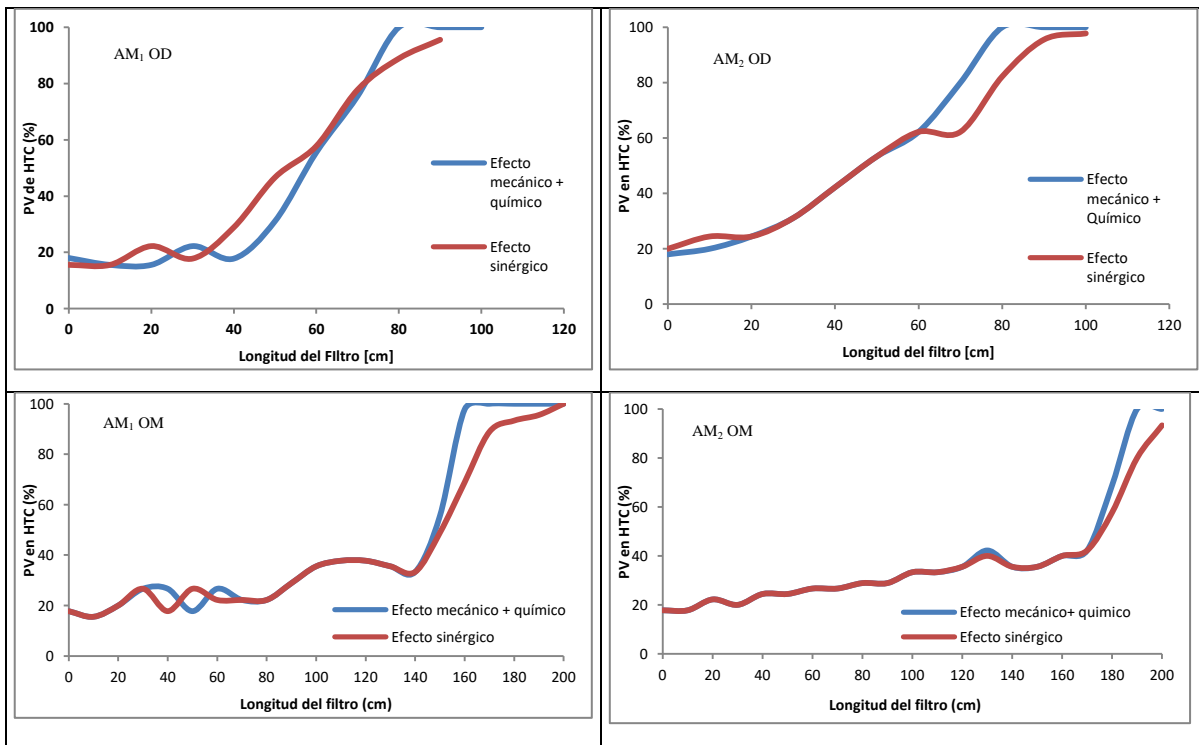 AM₁ OD
PV de HTC (%)
100
80
60
40
20
0
0 20 40 60 80 100 120
Longitud del FIltro [cm]
Efecto
mecánico +
químico
Efecto
sinérgico
AM₂ OD
PV en HTC (%)
100
80
60
40
20
0
0 20 40 60 80 100 120
Longitud del filtro [cm]
Efecto
mecánico +
Químico
Efecto
sinérgico
AM₁ OM
PV en HTC (%)
100
80
60
40
20
0
0 20 40 60 80 100 120 140 160 180 200
Longitud del filtro (cm)
Efecto mecánico + químico
Efecto sinérgico
AM₂ OM
PV en HTC (%)
100
80
60
40
20
0
0 20 40 60 80 100 120 140 160 180 200
Longitud del filtro (cm)
Efecto mecánico+ quimico
Efecto sinérgico